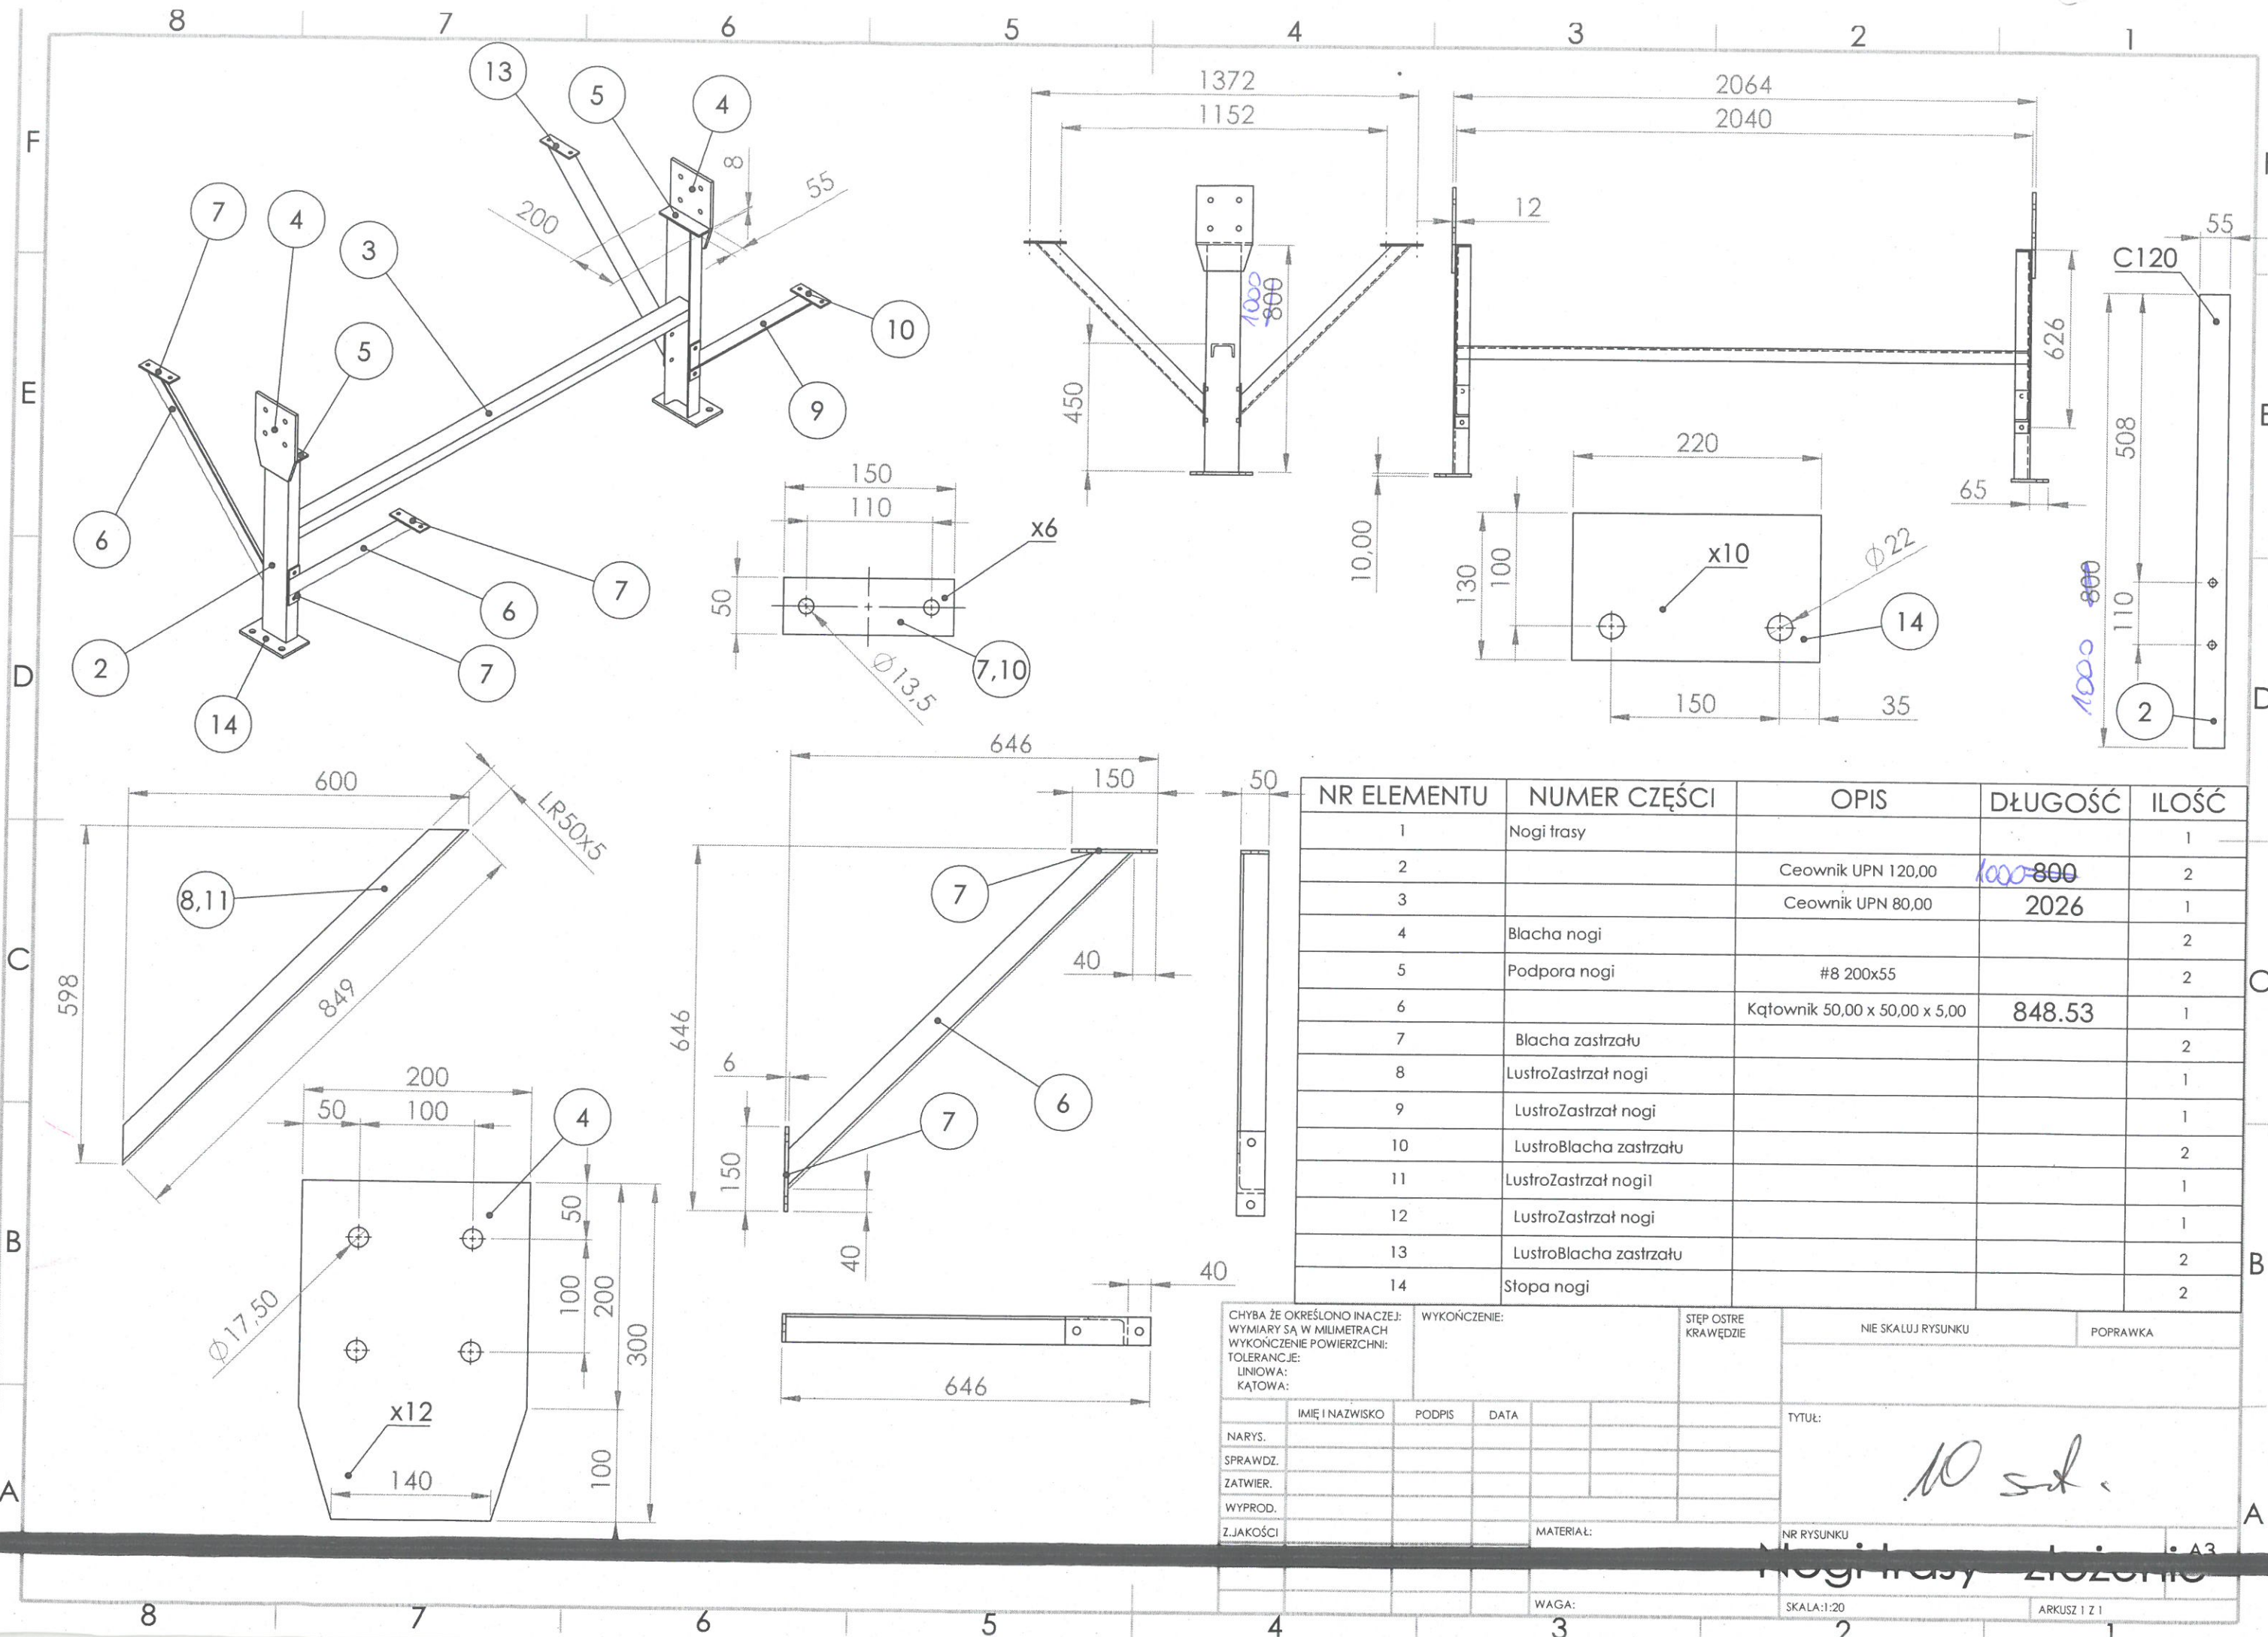 8 7 6 5 4 3 2 1
F
E
D
C
B
A
13
5
4
8
55
200
7
4
3
5
10
9
6
7
6
2
7
14
1372
1152
1000 800
450
10,00
2064
2040
12
626
65
55
C120
508
800
1000
110
2
150
110
x6
50
Ø13,5
7,10
220
130
100
x10
Ø22
14
150
35
600
LR50x5
8,11
598
849
646
150
50
7
40
646
6
7
6
150
40
40
646
200
50 100
4
50
100
200
300
Ø17,50
x12
140
100
NR ELEMENTU NUMER CZĘŚCI OPIS DŁUGOŚĆ ILOŚĆ
1 Nogi trasy 1
2 Ceownik UPN 120,00 1000 800 2
3 Ceownik UPN 80,00 2026 1
4 Blacha nogi 2
5 Podpora nogi #8 200x55 2
6 Kątownik 50,00 x 50,00 x 5,00 848.53 1
7 Blacha zastrzału 2
8 LustroZastrzał nogi 1
9 LustroZastrzał nogi 1
10 LustroBlacha zastrzału 2
11 LustroZastrzał nogi1 1
12 LustroZastrzał nogi 1
13 LustroBlacha zastrzału 2
14 Stopa nogi 2
CHYBA ŻE OKREŚLONO INACZEJ:
WYMIARY SĄ W MILIMETRACH
WYKOŃCZENIE POWIERZCHNI:
TOLERANCJE:
LINIOWA:
KĄTOWA:
WYKOŃCZENIE:
STĘP OSTRE
KRAWĘDZIE
NIE SKALUJ RYSUNKU
POPRAWKA
IMIĘ I NAZWISKO PODPIS DATA
NARYS.
SPRAWDZ.
ZATWIER.
WYPROD.
Z.JAKOŚCI
TYTUŁ:
10 szt.
MATERIAŁ:
NR RYSUNKU
A3
Nogi trasy - złożenie
WAGA:
SKALA:1:20
ARKUSZ 1 Z 1
8 7 6 5 4 3 2 1